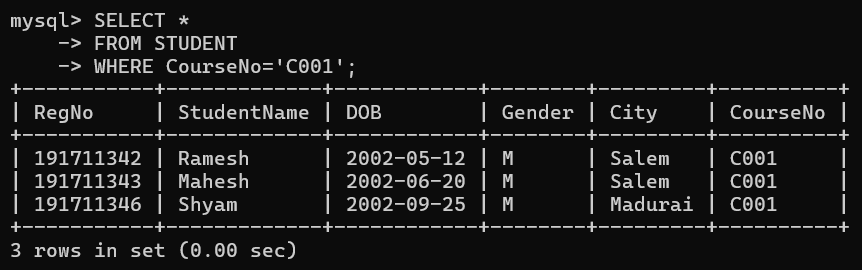 mysql> SELECT *
    -> FROM STUDENT
    -> WHERE CourseNo='C001';
+-----------+-------------+------------+--------+---------+----------+
| RegNo     | StudentName | DOB        | Gender | City    | CourseNo |
+-----------+-------------+------------+--------+---------+----------+
| 191711342 | Ramesh      | 2002-05-12 | M      | Salem   | C001     |
| 191711343 | Mahesh      | 2002-06-20 | M      | Salem   | C001     |
| 191711346 | Shyam       | 2002-09-25 | M      | Madurai | C001     |
+-----------+-------------+------------+--------+---------+----------+
3 rows in set (0.00 sec)